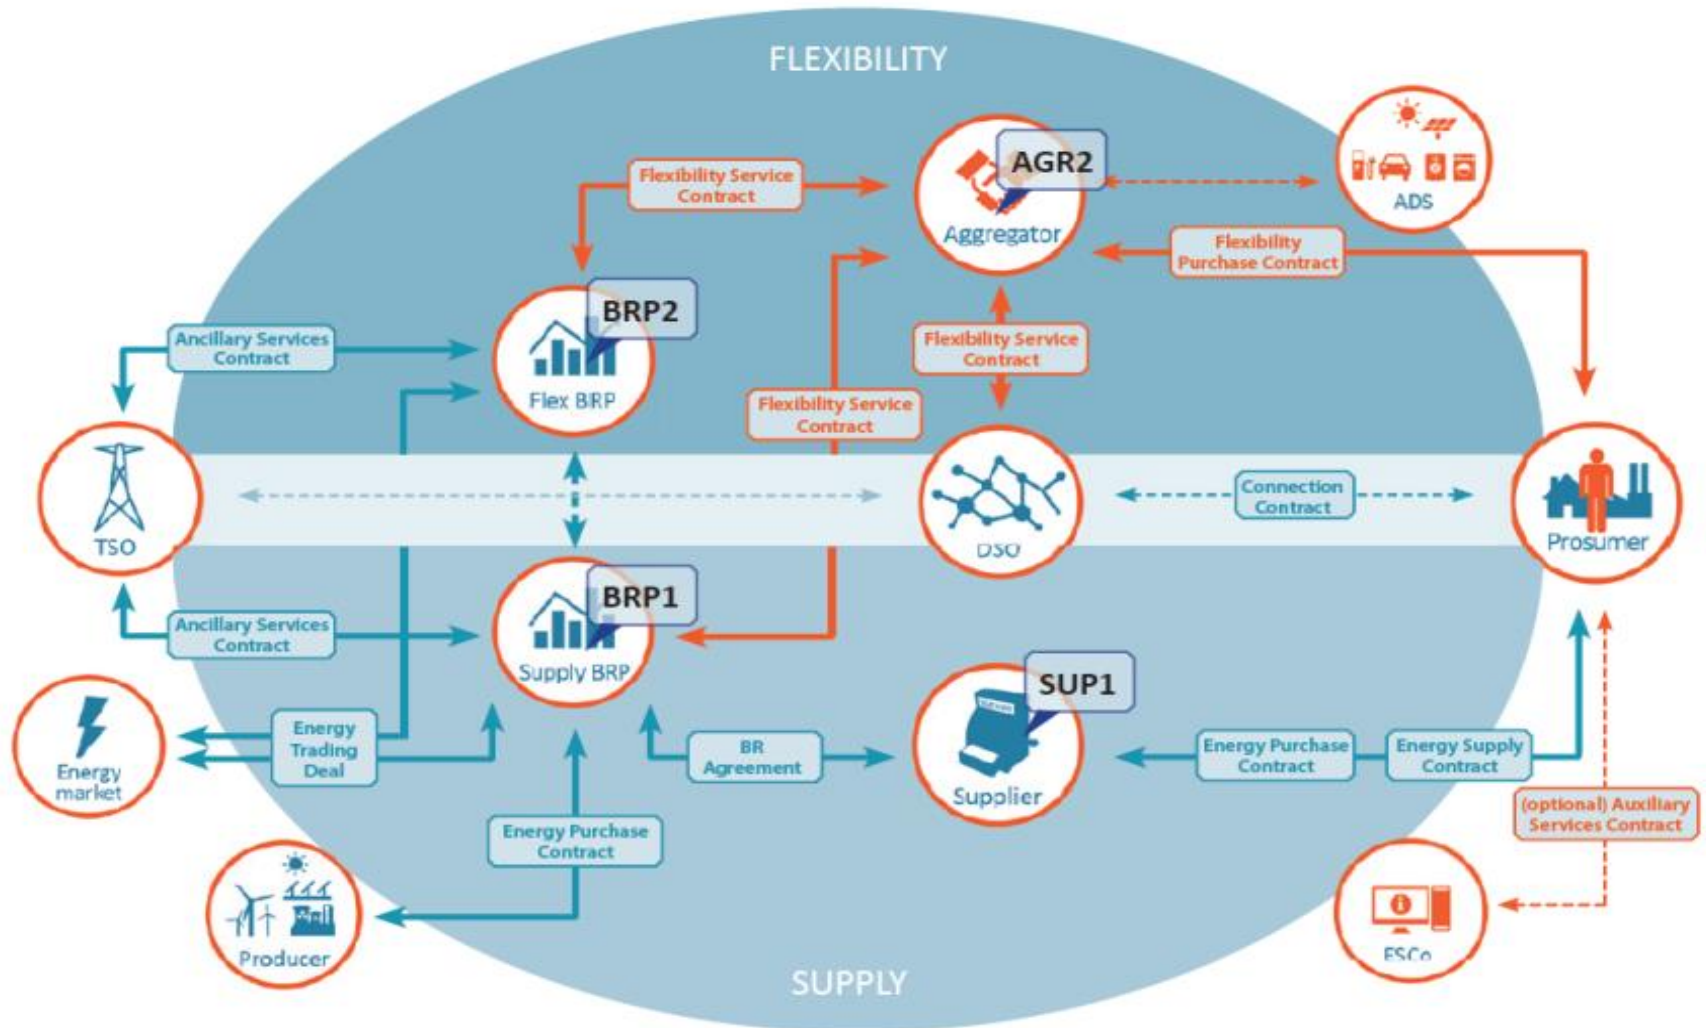 FLEXIBILITY
AGR2
Aggregator
ADS
Flexibility Service
Contract
Flexibility
Purchase Contract
BRP2
Flex BRP
Ancillary Services
Contract
Flexibility Service
Contract
Flexibility Service
Contract
TSO
DSO
Connection
Contract
Prosumer
BRP1
Supply BRP
Ancillary Services
Contract
SUP1
Supplier
Energy
market
Energy
Trading
Deal
BR
Agreement
Energy Purchase
Contract
Energy Supply
Contract
(optional) Auxiliary
Services Contract
Energy Purchase
Contract
Producer
ESCo
SUPPLY